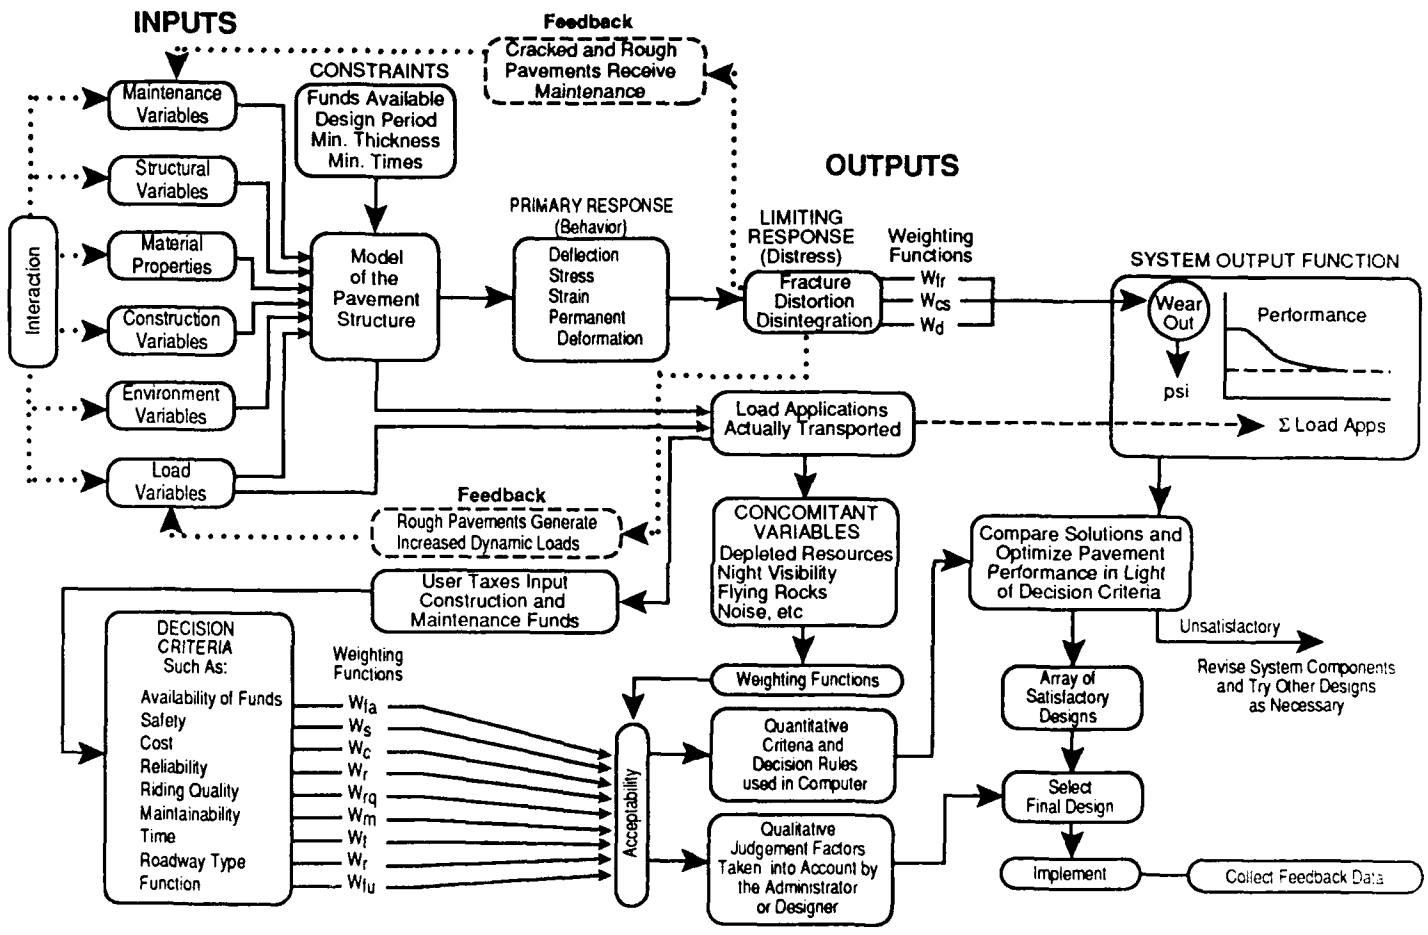 INPUTS
Feedback
Cracked and Rough
Pavements Receive
Maintenance
CONSTRAINTS
Funds Available
Design Period
Min. Thickness
Min. Times
Maintenance
Variables
Structural
Variables
Material
Properties
Construction
Variables
Environment
Variables
Load
Variables
Interaction
Model
of the
Pavement
Structure
PRIMARY RESPONSE
(Behavior)
Deflection
Stress
Strain
Permanent
Deformation
OUTPUTS
LIMITING
RESPONSE
(Distress)
Fracture
Distortion
Disintegration
Weighting
Functions
Wfr
Wcs
Wd
SYSTEM OUTPUT FUNCTION
Wear
Out
psi
Performance
Σ Load Apps
Load Applications
Actually Transported
Feedback
Rough Pavements Generate
Increased Dynamic Loads
User Taxes Input
Construction and
Maintenance Funds
CONCOMITANT
VARIABLES
Depleted Resources
Night Visibility
Flying Rocks
Noise, etc
Weighting Functions
Compare Solutions and
Optimize Pavement
Performance in Light
of Decision Criteria
Unsatisfactory
Revise System Components
and Try Other Designs
as Necessary
Array of
Satisfactory
Designs
Select
Final Design
Implement
Collect Feedback Data
DECISION
CRITERIA
Such As:
Availability of Funds
Safety
Cost
Reliability
Riding Quality
Maintainability
Time
Roadway Type
Function
Weighting
Functions
Wfa
Ws
Wc
Wr
Wrq
Wm
Wt
Wr
Wfu
Acceptability
Quantitative
Criteria and
Decision Rules
used in Computer
Qualitative
Judgement Factors
Taken into Account by
the Administrator
or Designer